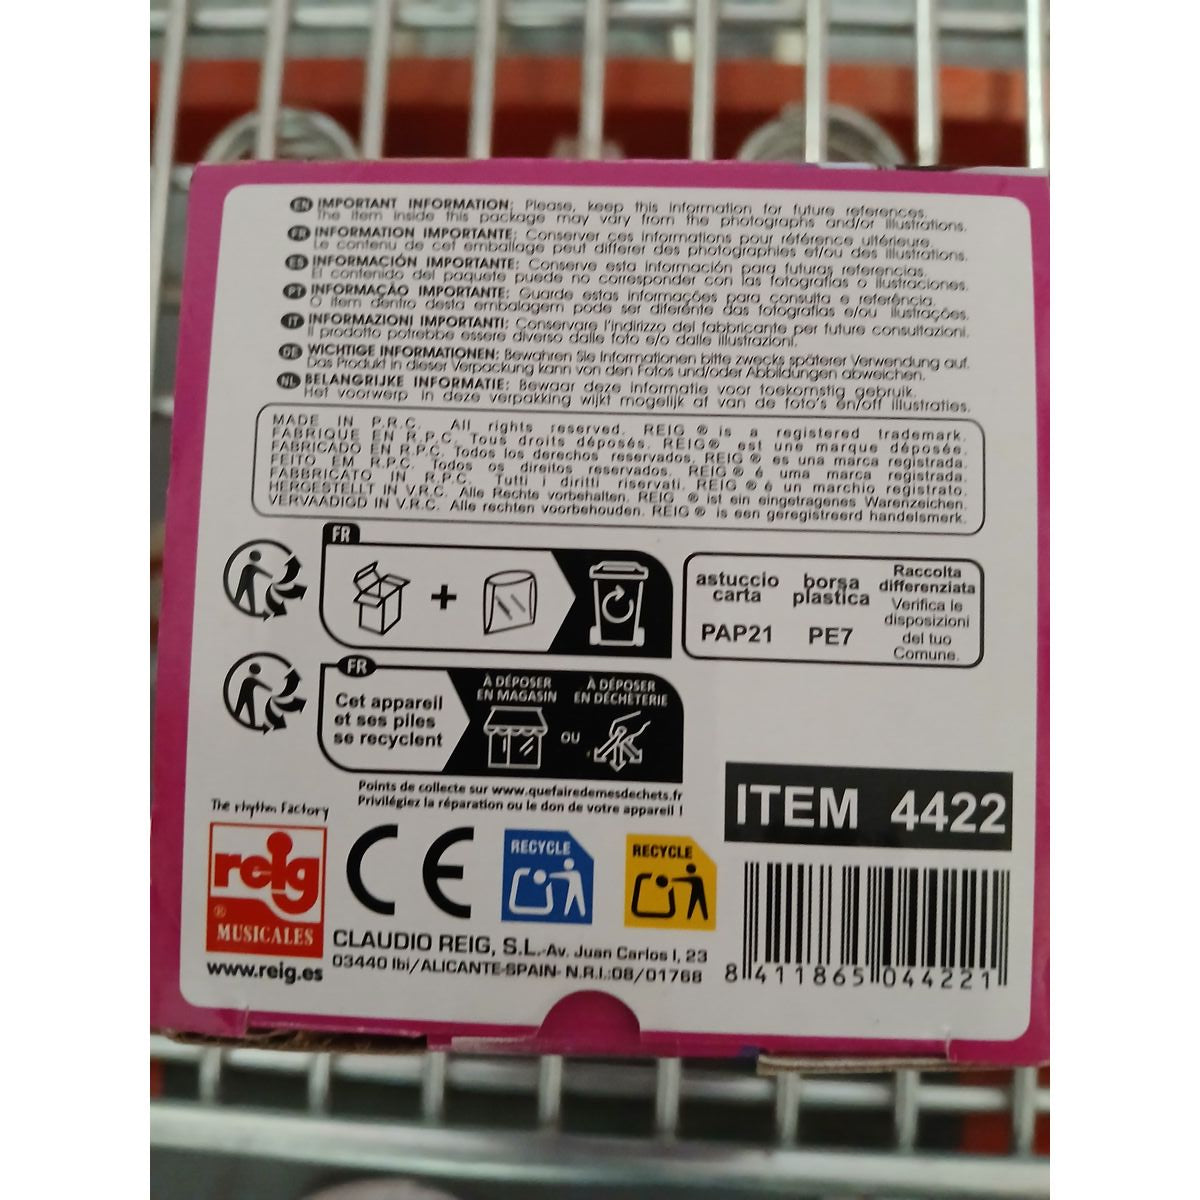 EN IMPORTANT INFORMATION: Please, keep this information for future references.
The item inside this package may vary from the photographs and/or illustrations.
FR INFORMATION IMPORTANTE: Conserver ces informations pour référence ultérieure.
Le contenu de cet emballage peut différer des photographies et/ou des illustrations.
ES INFORMACIÓN IMPORTANTE: Conserve esta información para futuras referencias.
El contenido del paquete puede no corresponder con las fotografías o ilustraciones.
PT INFORMAÇÃO IMPORTANTE: Guarde estas informações para consulta e referência.
O item dentro desta embalagem pode ser diferente das fotografias e/ou ilustrações.
IT INFORMAZIONI IMPORTANTI: Conservare l'indirizzo del fabbricante per future consultazioni.
Il prodotto potrebbe essere diverso dalle foto e/o dalle illustrazioni.
DE WICHTIGE INFORMATIONEN: Bewahren Sie Informationen bitte zwecks späterer Verwendung auf.
Das Produkt in dieser Verpackung kann von den Fotos und/oder Abbildungen abweichen.
NL BELANGRIJKE INFORMATIE: Bewaar deze informatie voor toekomstig gebruik.
Het voorwerp in deze verpakking wijkt mogelijk af van de foto's en/off illustraties.
MADE IN P.R.C. All rights reserved. REIG ® is a registered trademark.
FABRIQUE EN R.P.C. Tous droits déposés. REIG® est une marque déposée.
FABRICADO EN R.P.C. Todos los derechos reservados. REIG ® es una marca registrada.
FEITO EM R.P.C. Todos os direitos reservados. REIG ® é uma marca registrada.
FABBRICATO IN R.P.C. Tutti i diritti riservati. REIG ® è un marchio registrato.
HERGESTELLT IN V.R.C. Alle Rechte vorbehalten. REIG ® ist ein eingetragenes Warenzeichen.
VERVAARDIGD IN V.R.C. Alle rechten voorbehouden. REIG ® is een geregistreerd handelsmerk.
FR
astuccio carta
PAP21
borsa plastica
PE7
Raccolta
differenziata
Verifica le
disposizioni
del tuo
Comune.
FR
Cet appareil
et ses piles
se recyclent
À DÉPOSER
EN MAGASIN
OU
À DÉPOSER
EN DÉCHÈTERIE
Points de collecte sur www.quefairedemesdechets.fr
Privilégiez la réparation ou le don de votre appareil !
ITEM 4422
The rhythm Factory
reig
®
MUSICALES
www.reig.es
CE
RECYCLE
RECYCLE
CLAUDIO REIG, S.L.-Av. Juan Carlos I, 23
03440 Ibi/ALICANTE-SPAIN- N.R.I.:08/01768
8 411865 044221